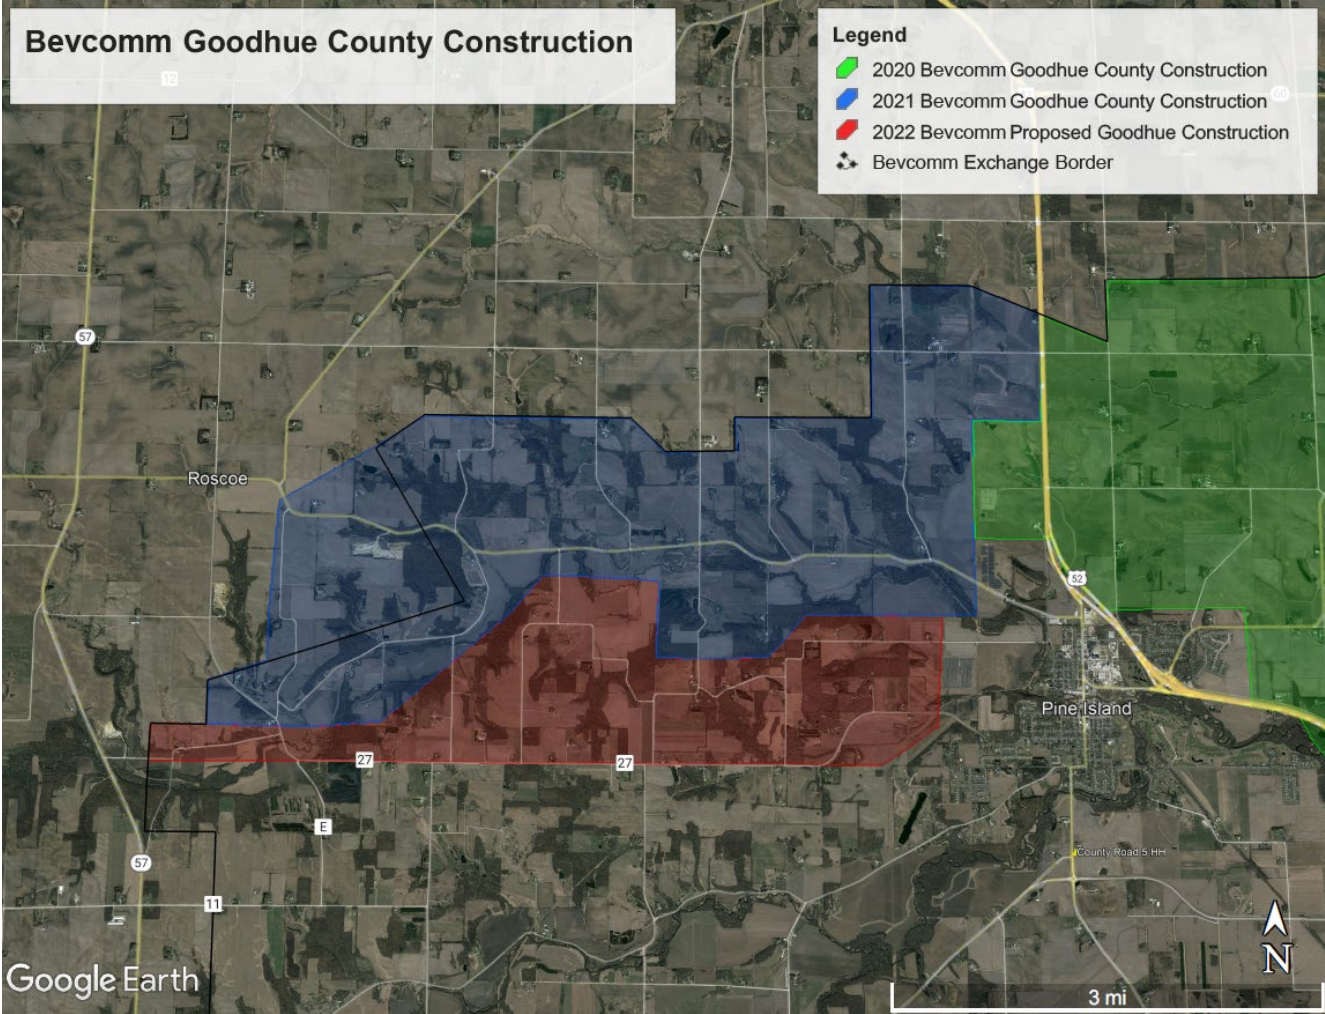 Bevcomm Goodhue County Construction
Legend
2020 Bevcomm Goodhue County Construction
2021 Bevcomm Goodhue County Construction
2022 Bevcomm Proposed Goodhue Construction
Bevcomm Exchange Border
12
60
57
Roscoe
52
Pine Island
27
27
E
57
County Road 5 HH
11
N
Google Earth
3 mi